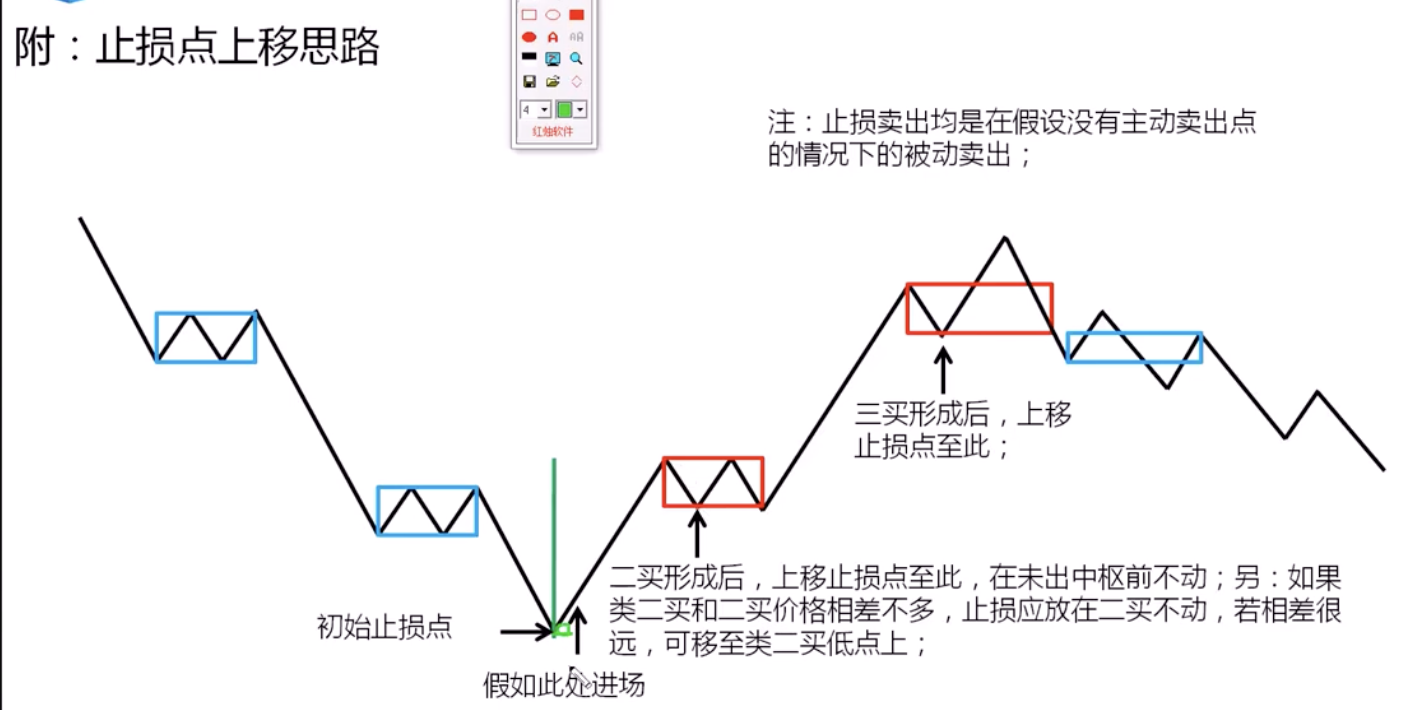 附：止损点上移思路
A
AA
4
红烛软件
注：止损卖出均是在假设没有主动卖出点
的情况下的被动卖出；
三买形成后，上移
止损点至此；
二买形成后，上移止损点至此，在未出中枢前不动；另：如果
类二买和二买价格相差不多，止损应放在二买不动，若相差很
远，可移至类二买低点上；
初始止损点
假如此处进场